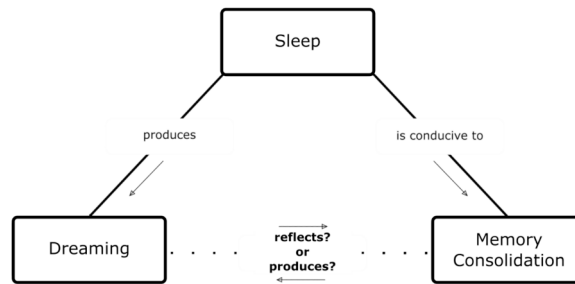 Sleep
produces
is conducive to
Dreaming
reflects?
or
produces?
Memory
Consolidation